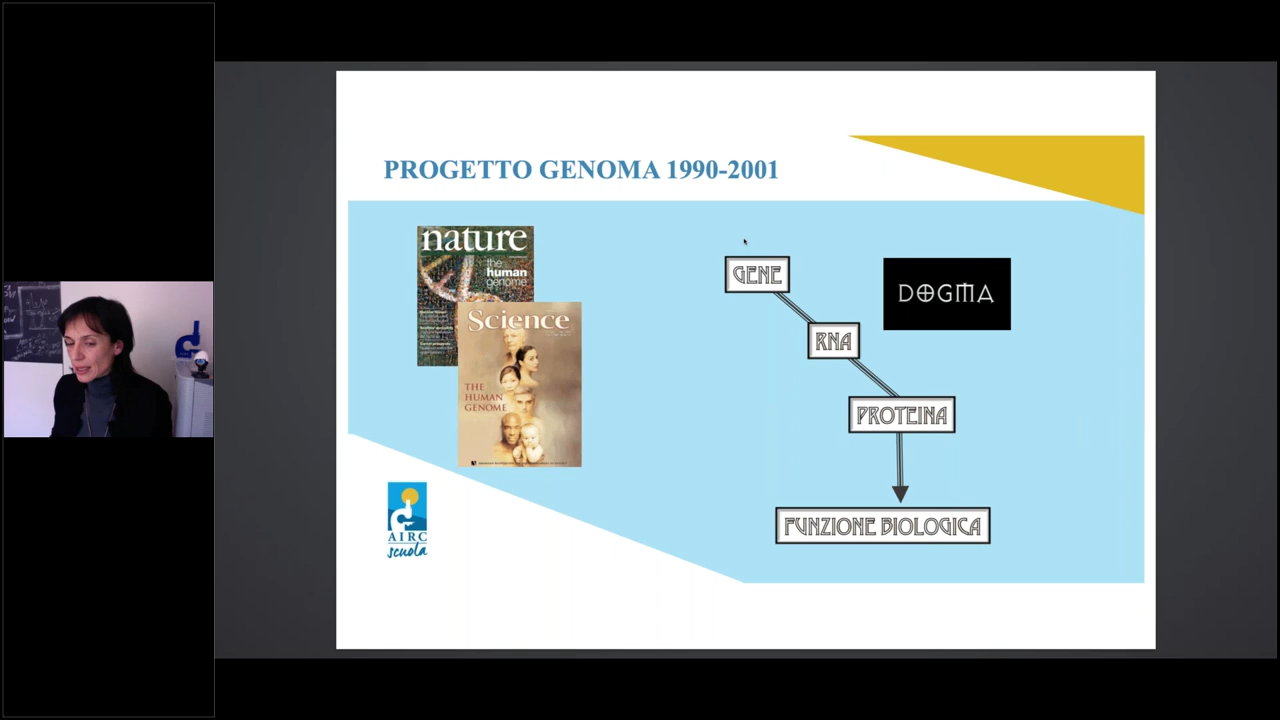 PROGETTO GENOMA 1990-2001
nature
the
human
genome
Science
THE
HUMAN
GENOME
GENE
RNA
PROTEINA
FUNZIONE BIOLOGICA
DOGMA
AIRC
scuola